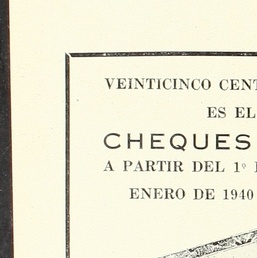 VEINTICINCO CENT
ES EL
CHEQUES
A PARTIR DEL 1º
ENERO DE 1940